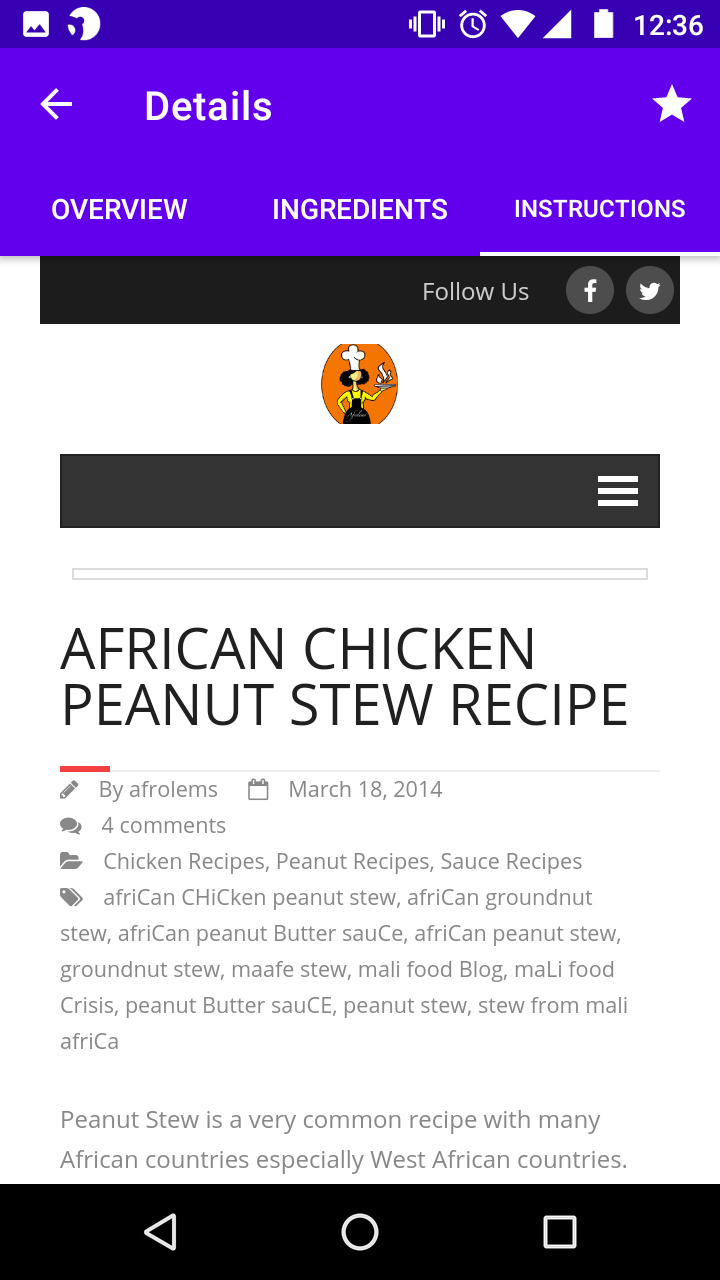 12:36
Details
OVERVIEW INGREDIENTS INSTRUCTIONS
Follow Us
AFRICAN CHICKEN
PEANUT STEW RECIPE
By afrolems March 18, 2014
4 comments
Chicken Recipes, Peanut Recipes, Sauce Recipes
afriCan CHiCken peanut stew, afriCan groundnut
stew, afriCan peanut Butter sauCe, afriCan peanut stew,
groundnut stew, maafe stew, mali food Blog, maLi food
Crisis, peanut Butter sauCE, peanut stew, stew from mali
afriCa
Peanut Stew is a very common recipe with many
African countries especially West African countries.